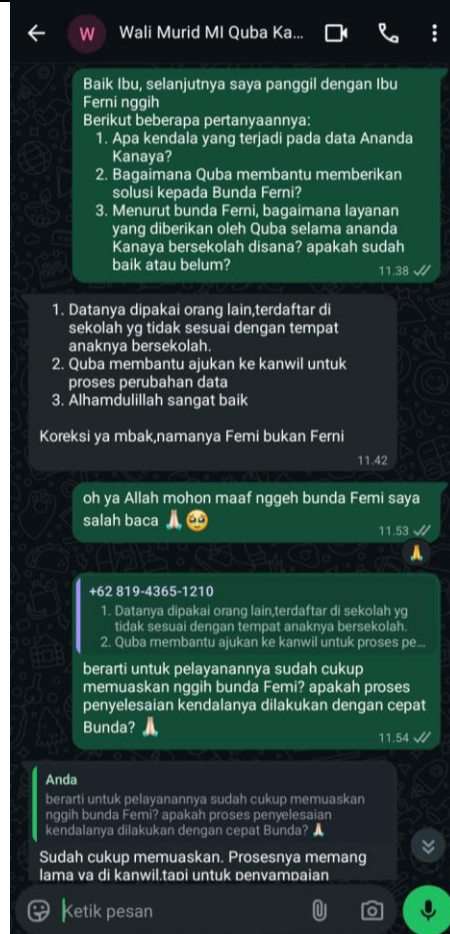 W Wali Murid MI Quba Ka...
Baik Ibu, selanjutnya saya panggil dengan Ibu
Ferni nggih
Berikut beberapa pertanyaannya:
1. Apa kendala yang terjadi pada data Ananda
Kanaya?
2. Bagaimana Quba membantu memberikan
solusi kepada Bunda Ferni?
3. Menurut bunda Ferni, bagaimana layanan
yang diberikan oleh Quba selama ananda
Kanaya bersekolah disana? apakah sudah
baik atau belum?
11.38
1. Datanya dipakai orang lain,terdaftar di
sekolah yg tidak sesuai dengan tempat
anaknya bersekolah.
2. Quba membantu ajukan ke kanwil untuk
proses perubahan data
3. Alhamdulillah sangat baik
Koreksi ya mbak,namanya Femi bukan Ferni
11.42
oh ya Allah mohon maaf nggeh bunda Femi saya
salah baca 🙏🏻🥹
11.53
🙏
+62 819-4365-1210
1. Datanya dipakai orang lain,terdaftar di sekolah yg
tidak sesuai dengan tempat anaknya bersekolah.
2. Quba membantu ajukan ke kanwil untuk proses pe...
berarti untuk pelayanannya sudah cukup
memuaskan nggih bunda Femi? apakah proses
penyelesaian kendalanya dilakukan dengan cepat
Bunda? 🙏🏻
11.54
Anda
berarti untuk pelayanannya sudah cukup memuaskan
nggih bunda Femi? apakah proses penyelesaian
kendalanya dilakukan dengan cepat Bunda? 🙏🏻
Sudah cukup memuaskan. Prosesnya memang
lama ya di kanwil,tapi untuk penyampaian
Ketik pesan